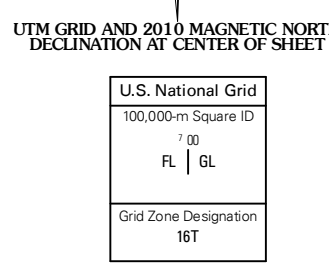 UTM GRID AND 2010 MAGNETIC NORT
DECLINATION AT CENTER OF SHEET
U.S. National Grid
100,000-m Square ID
7 00
FL GL
Grid Zone Designation
16T